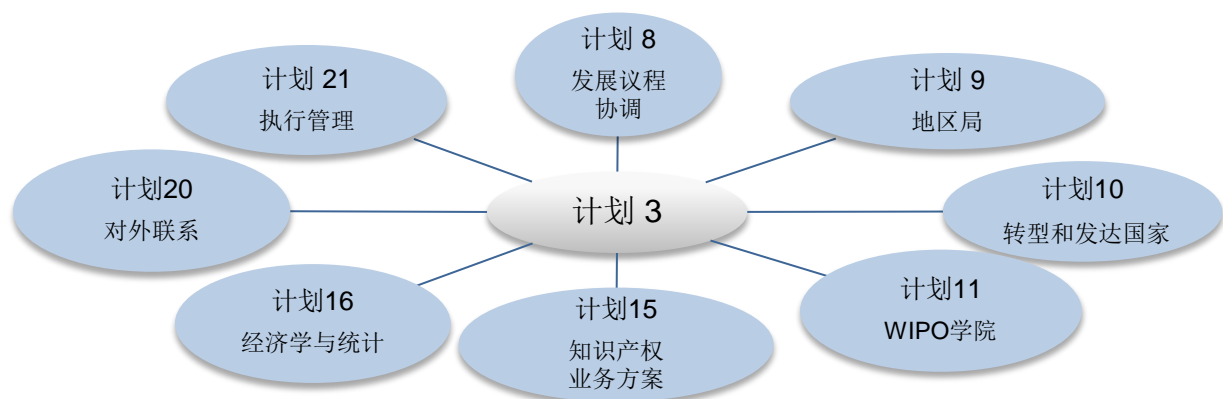 计划 8
发展议程
协调
计划 21
执行管理
计划 9
地区局
计划20
对外联系
计划 3
计划10
转型和发达国家
计划16
经济学与统计
计划15
知识产权
业务方案
计划11
WIPO学院